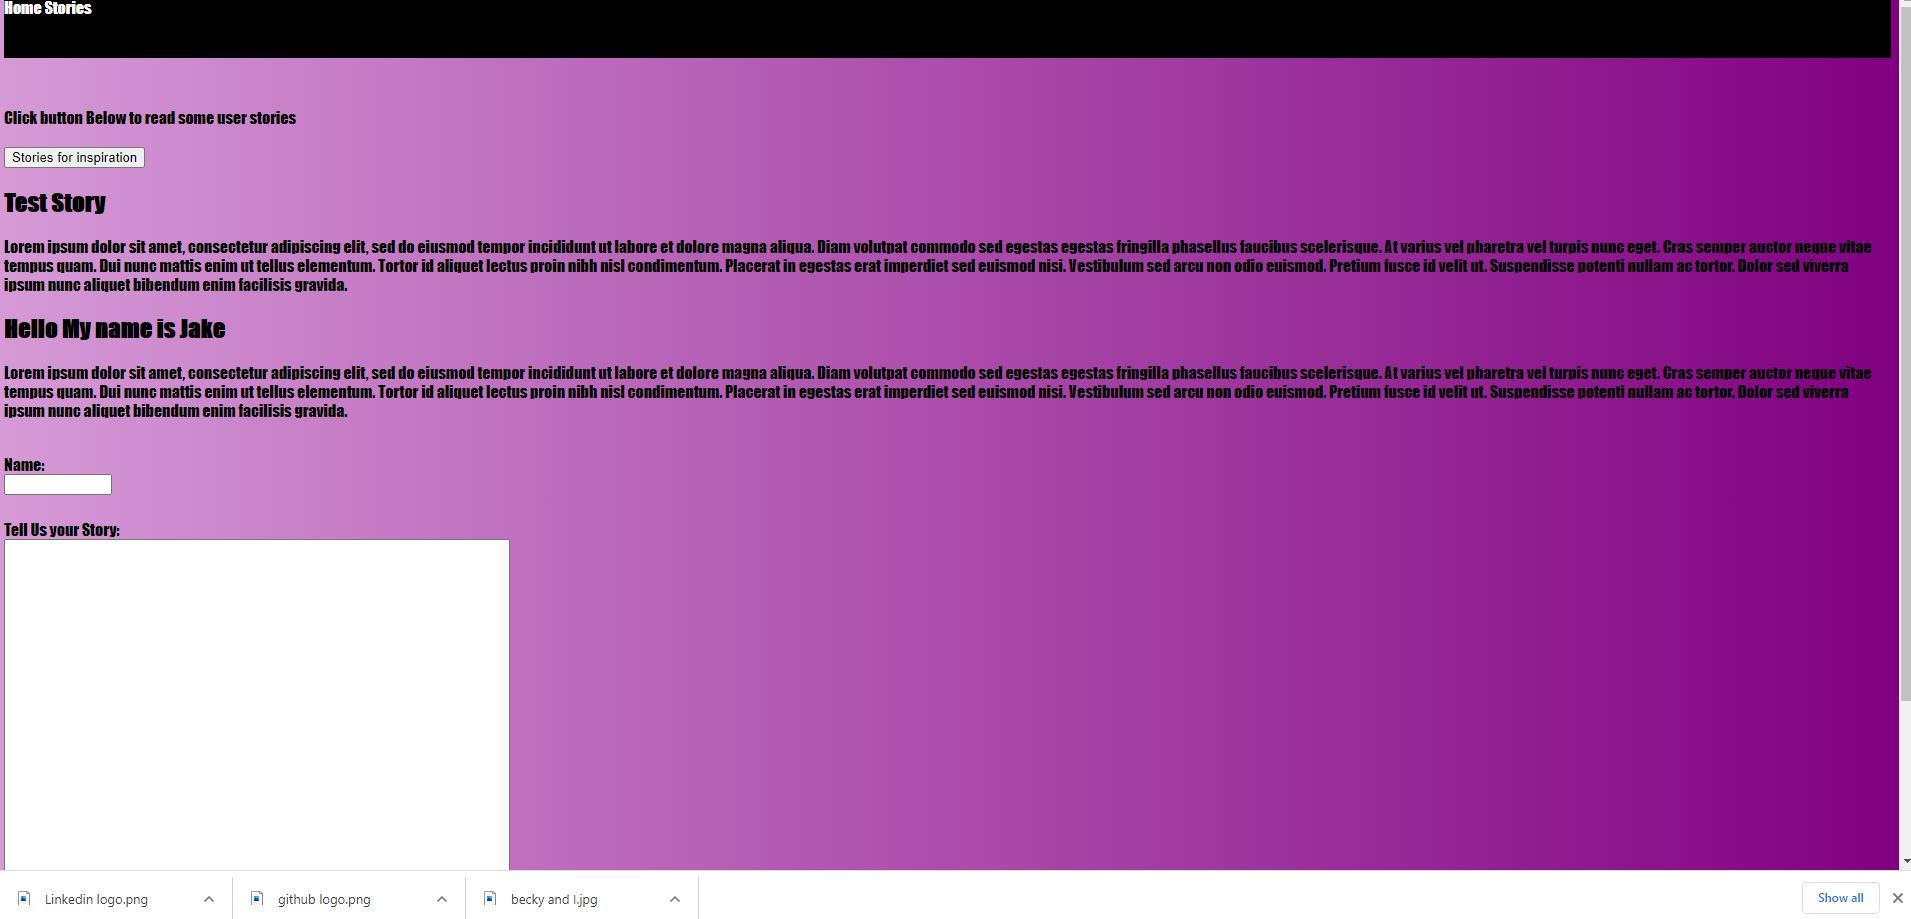 Home Stories
Click button Below to read some user stories
Stories for inspiration
Test Story
Lorem ipsum dolor sit amet, consectetur adipiscing elit, sed do eiusmod tempor incididunt ut labore et dolore magna aliqua. Diam volutpat commodo sed egestas egestas fringilla phasellus faucibus scelerisque. At varius vel pharetra vel turpis nunc eget. Cras semper auctor neque vitae
tempus quam. Dui nunc mattis enim ut tellus elementum. Tortor id aliquet lectus proin nibh nisl condimentum. Placerat in egestas erat imperdiet sed euismod nisi. Vestibulum sed arcu non odio euismod. Pretium fusce id velit ut. Suspendisse potenti nullam ac tortor. Dolor sed viverra
ipsum nunc aliquet bibendum enim facilisis gravida.
Hello My name is Jake
Lorem ipsum dolor sit amet, consectetur adipiscing elit, sed do eiusmod tempor incididunt ut labore et dolore magna aliqua. Diam volutpat commodo sed egestas egestas fringilla phasellus faucibus scelerisque. At varius vel pharetra vel turpis nunc eget. Cras semper auctor neque vitae
tempus quam. Dui nunc mattis enim ut tellus elementum. Tortor id aliquet lectus proin nibh nisl condimentum. Placerat in egestas erat imperdiet sed euismod nisi. Vestibulum sed arcu non odio euismod. Pretium fusce id velit ut. Suspendisse potenti nullam ac tortor. Dolor sed viverra
ipsum nunc aliquet bibendum enim facilisis gravida.
Name:
Tell Us your Story:
Linkedin logo.png
github logo.png
becky and I.jpg
Show all